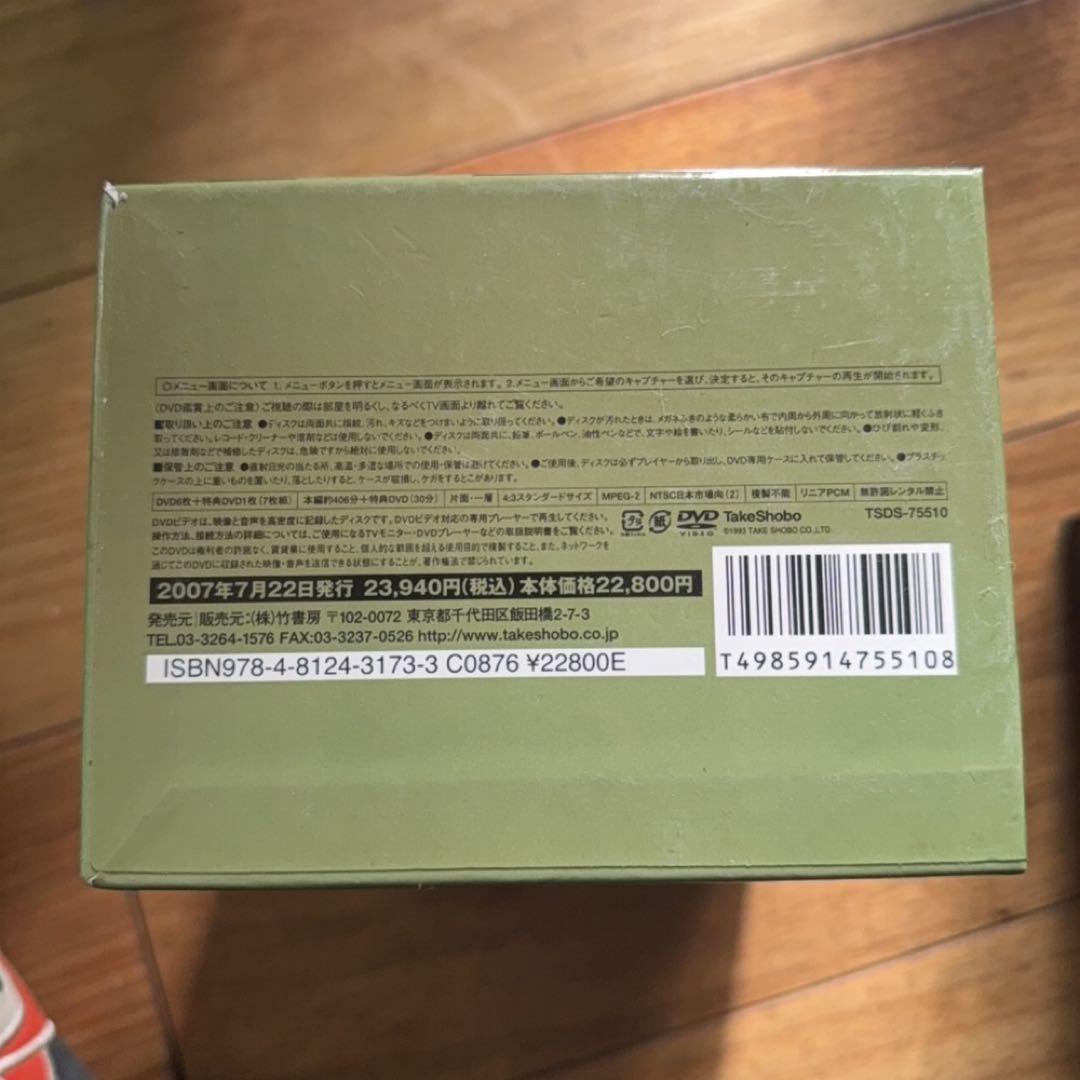 ◎メニュー画面について 1.メニューボタンを押すとメニュー画面が表示されます。2.メニュー画面からご希望のキャプチャーを選び、決定すると、そのキャプチャーの再生が開始されます。
〈DVD鑑賞上のご注意〉ご視聴の際は部屋を明るくし、なるべくTV画面より離れてご覧ください。
■取り扱い上のご注意 ●ディスクは両面共に指紋、汚れ、キズなどをつけないように取り扱ってください。●ディスクが汚れたときは、メガネふきのような柔らかい布で内周から外周に向かって放射状に軽くふき
取ってください。レコード・クリーナーや溶剤などは使用しないでください。●ディスクは両面共に、鉛筆、ボールペン、油性ペンなどで、文字や絵を書いたり、シールなどを貼付しないでください。●ひび割れや変形、
又は接着剤などで補修したディスクは、危険ですから絶対に使用しないでください。
■保管上のご注意 ●直射日光の当たる所、高温・多湿な場所での使用・保管は避けてください。●ご使用後、ディスクは必ずプレイヤーから取り出し、DVD専用ケースに入れて保管してください。●プラスチッ
クケースの上に重いものを置いたり、落としたりすると、ケースが破損し、ケガをすることがあります。
DVD6枚+特典DVD1枚(7枚組) 本編約406分+特典DVD(30分) 片面・一層 4:3スタンダードサイズ MPEG-2 NTSC日本市場向(2) 複製不能 リニアPCM 無許諾レンタル禁止
DVDビデオは、映像と音声を高密度に記録したディスクです。DVDビデオ対応の専用プレーヤーで再生してください。
操作方法、接続方法の詳細については、ご使用になるTVモニター・DVDプレーヤーなどの取扱説明書をご覧ください。
このDVDは権利者の許諾なく、賃貸業に使用すること、個人的な範囲を超える使用目的で複製すること、また、ネットワークを
通じてこのDVDに収録された映像・音声を送信できる状態にすることが、著作権法で禁じられています。
紙 DVD VIDEO TakeShobo
©1993 TAKE SHOBO CO.,LTD.
TSDS-75510
2007年7月22日発行 23,940円(税込) 本体価格22,800円
発売元|販売元:(株)竹書房 〒102-0072 東京都千代田区飯田橋2-7-3
TEL.03-3264-1576 FAX:03-3237-0526 http://www.takeshobo.co.jp
ISBN978-4-8124-3173-3 C0876 ¥22800E
T4985914755108